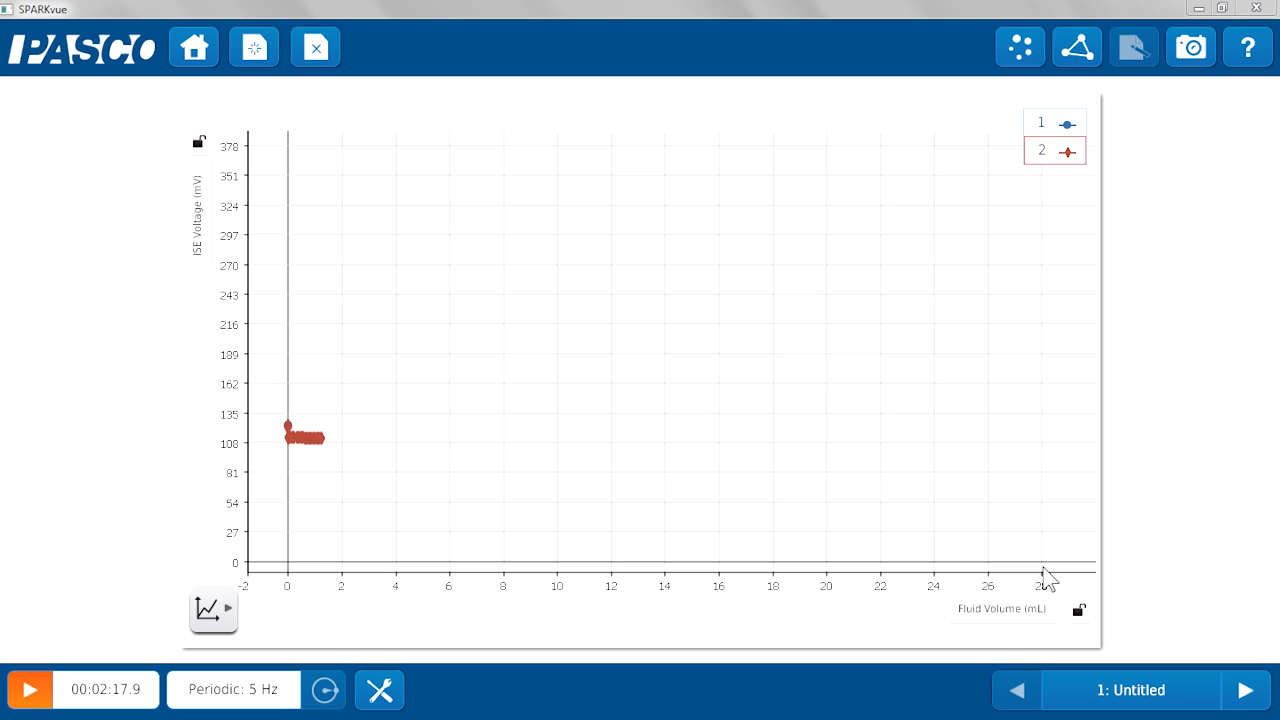 SPARKvue
PASCO
?
1
2
ISE Voltage (mV)
378
351
324
297
270
243
216
189
162
135
108
81
54
27
0
-2 0 2 4 6 8 10 12 14 16 18 20 22 24 26
Fluid Volume (mL)
00:02:17.9
Periodic: 5 Hz
1: Untitled